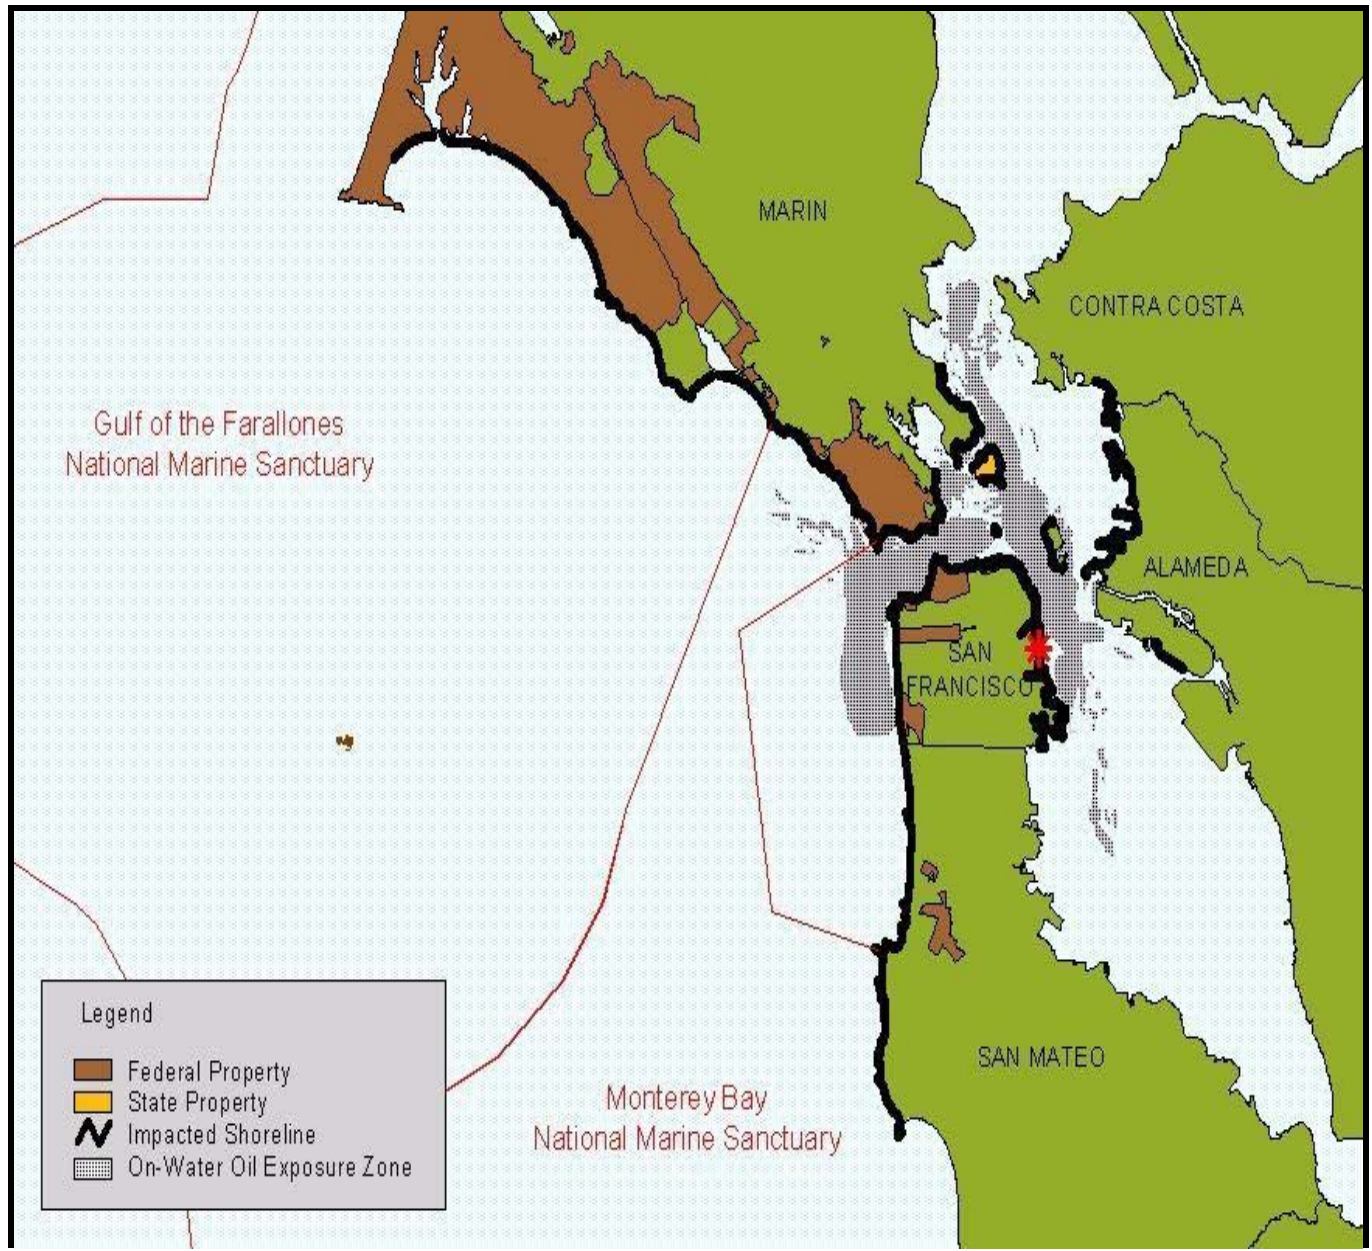 MARIN
CONTRA COSTA
Gulf of the Farallones
National Marine Sanctuary
ALAMEDA
SAN
FRANCISCO
SAN MATEO
Monterey Bay
National Marine Sanctuary
Legend
Federal Property
State Property
Impacted Shoreline
On-Water Oil Exposure Zone